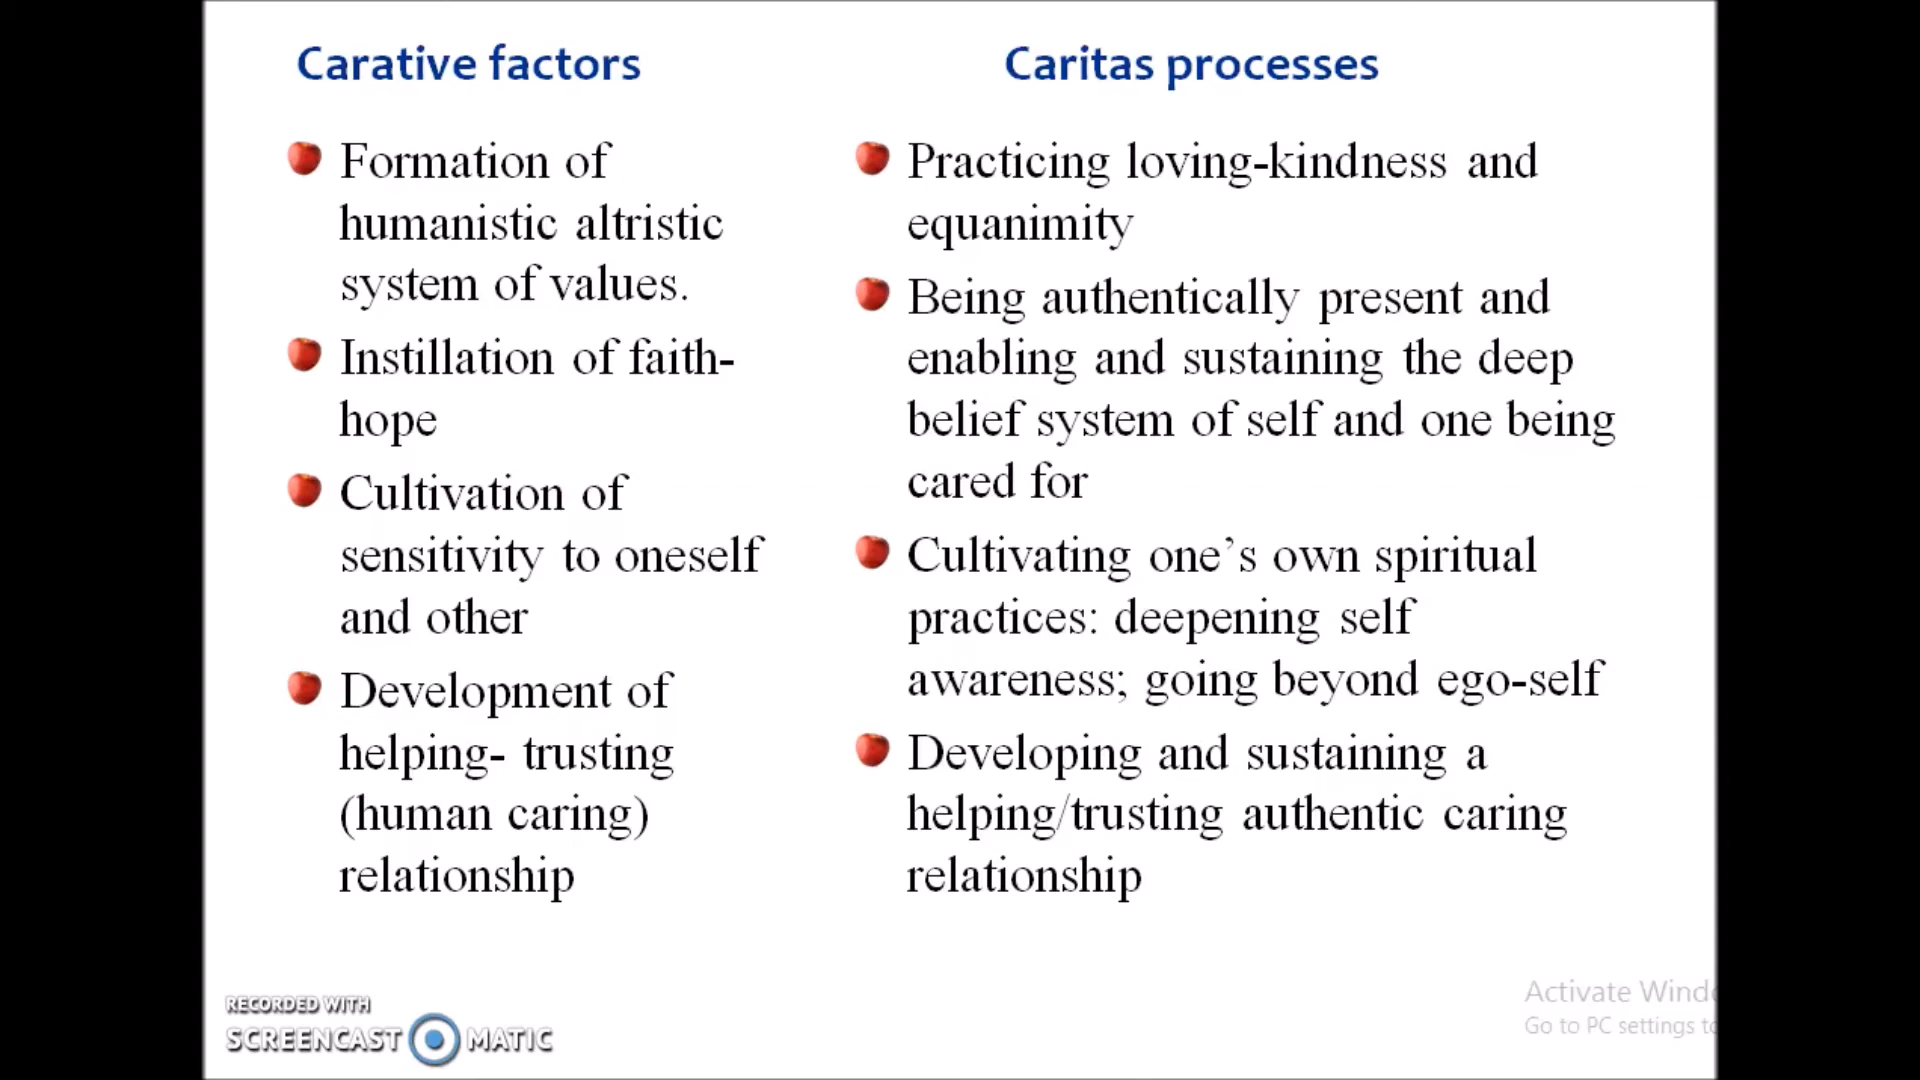 Carative factors
Formation of
humanistic altristic
system of values.
Instillation of faith-
hope
Cultivation of
sensitivity to oneself
and other
Development of
helping- trusting
(human caring)
relationship
Caritas processes
Practicing loving-kindness and
equanimity
Being authentically present and
enabling and sustaining the deep
belief system of self and one being
cared for
Cultivating one’s own spiritual
practices: deepening self
awareness; going beyond ego-self
Developing and sustaining a
helping/trusting authentic caring
relationship
RECORDED WITH
SCREENCAST MATIC
Activate Wind
Go to PC settings to